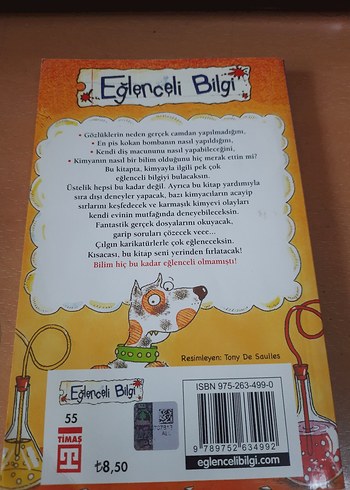 Eğlenceli Bilgi
• Gözlüklerin neden gerçek camdan yapılmadığını,
• En pis kokan bombanın nasıl yapıldığını,
• Kendi diş macununu nasıl yapabileceğini,
• Kimyanın nasıl bir bilim olduğunu hiç merak ettin mi?
Bu kitapta, kimyayla ilgili pek çok
eğlenceli bilgiyi bulacaksın.
Üstelik hepsi bu kadar değil. Ayrıca bu kitap yardımıyla
sıra dışı deneyler yapacak, bazı kimyacıların acayip
sırlarını keşfedecek ve karmaşık kimyevi olayları
kendi evinin mutfağında deneyebileceksin.
Fantastik gerçek dosyalarını okuyacak,
garip soruları çözecek vece...
Çılgın karikatürlerle çok eğleneceksin.
Kısacası, bu kitap seni yerinden fırlatacak!
Bilim hiç bu kadar eğlenceli olmamıştı!
Resimleyen: Tony De Saulles
Eğlenceli Bilgi
55
TİMAŞ
₺8,50
ISBN 975-263-499-0
9 789752 634992
eglencelibilgi.com